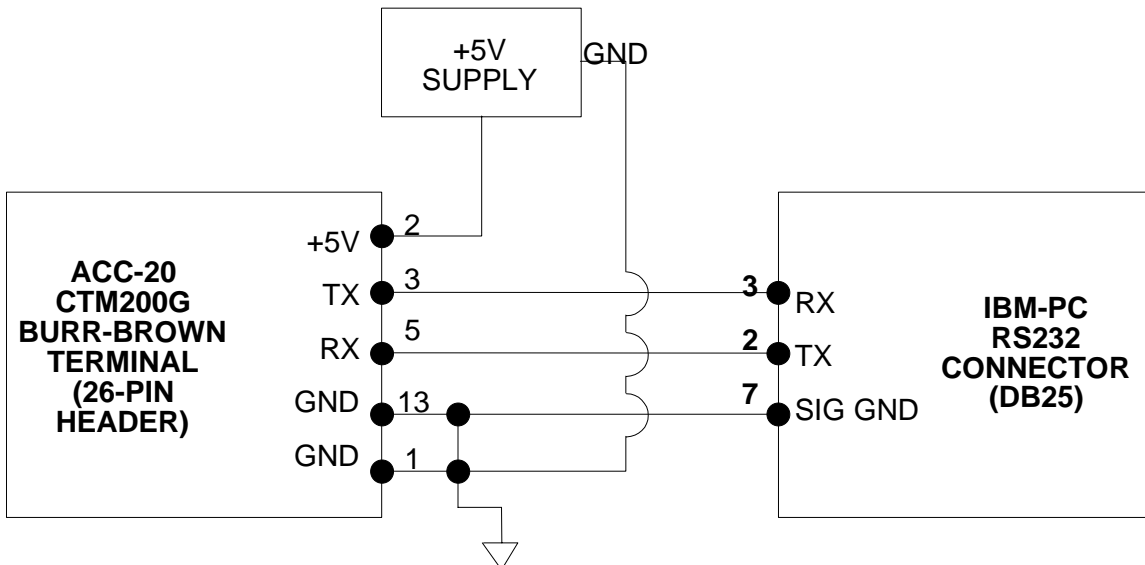 +5V
SUPPLY
GND
ACC-20
CTM200G
BURR-BROWN
TERMINAL
(26-PIN
HEADER)
+5V
2
TX
3
RX
5
GND
13
GND
1
3
RX
2
TX
7
SIG GND
IBM-PC
RS232
CONNECTOR
(DB25)